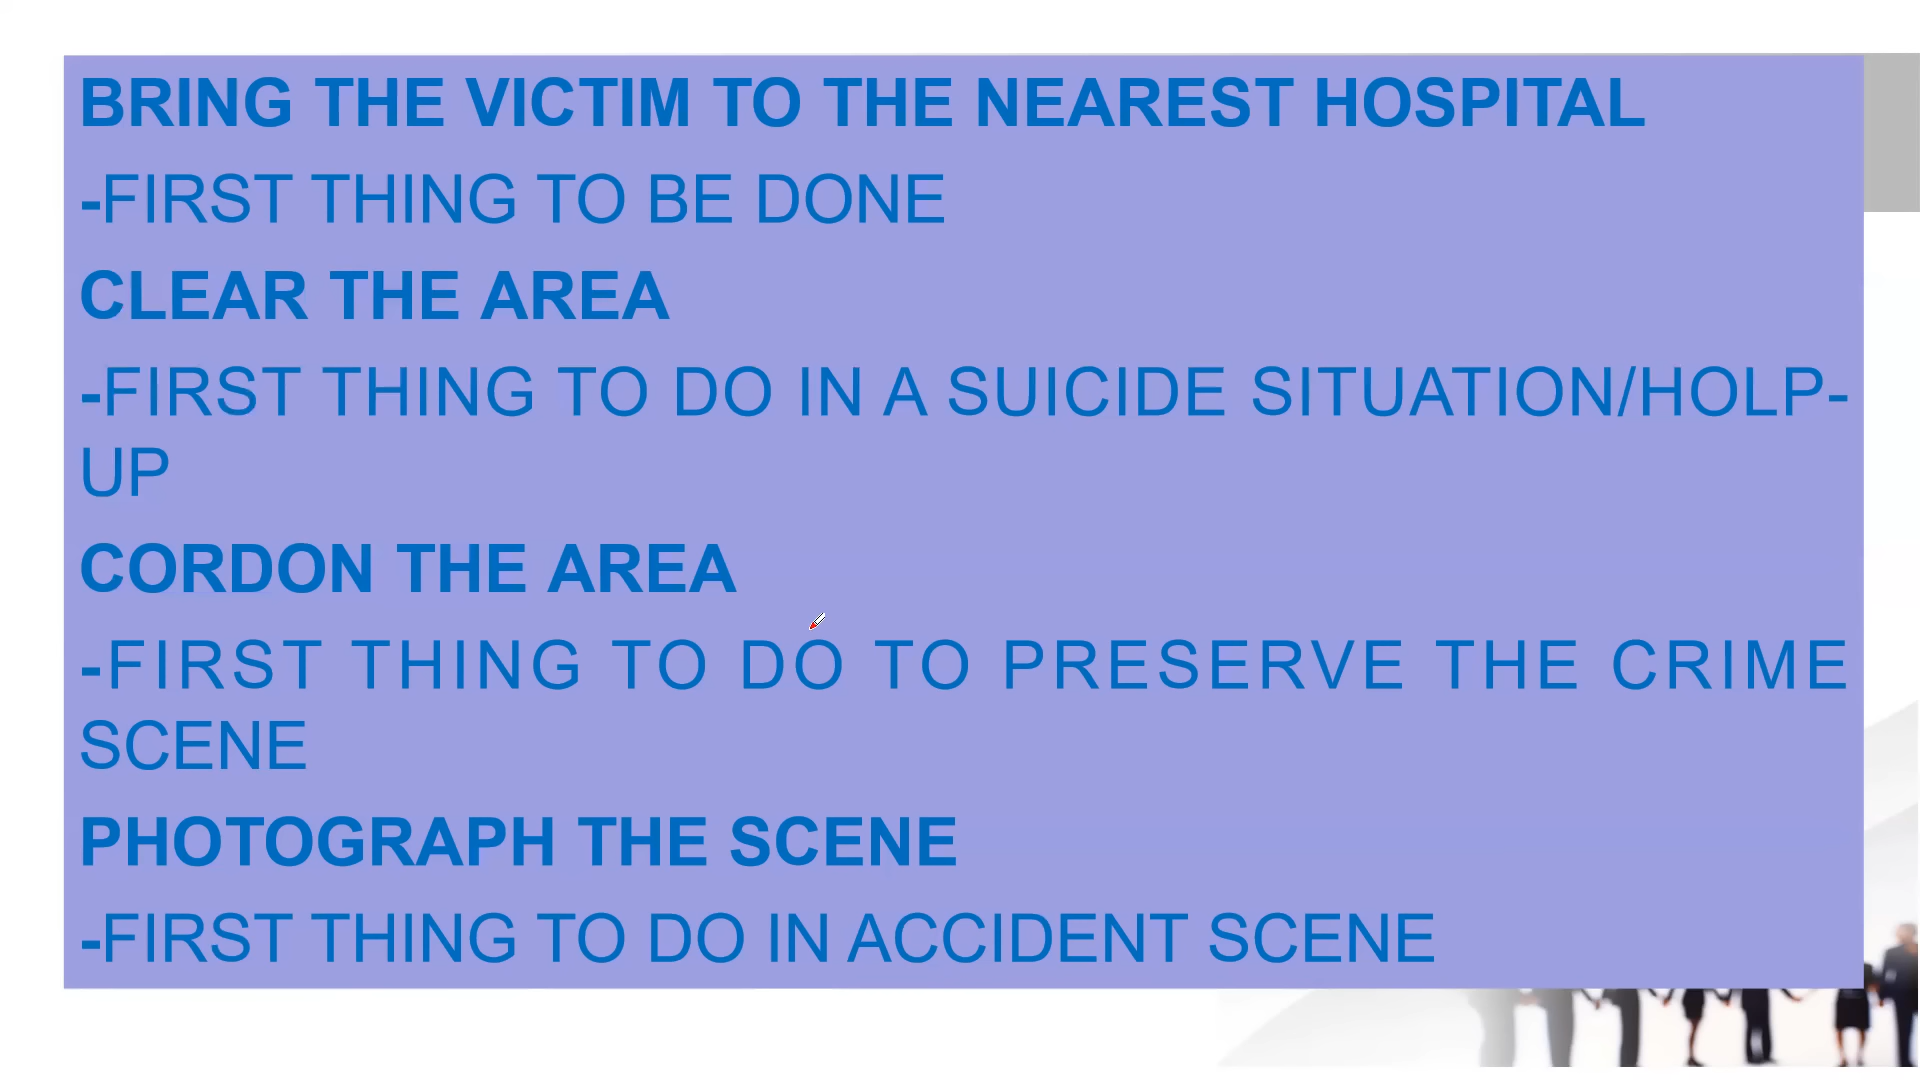 BRING THE VICTIM TO THE NEAREST HOSPITAL
-FIRST THING TO BE DONE
CLEAR THE AREA
-FIRST THING TO DO IN A SUICIDE SITUATION/HOLP-
UP
CORDON THE AREA
-FIRST THING TO DO TO PRESERVE THE CRIME
SCENE
PHOTOGRAPH THE SCENE
-FIRST THING TO DO IN ACCIDENT SCENE